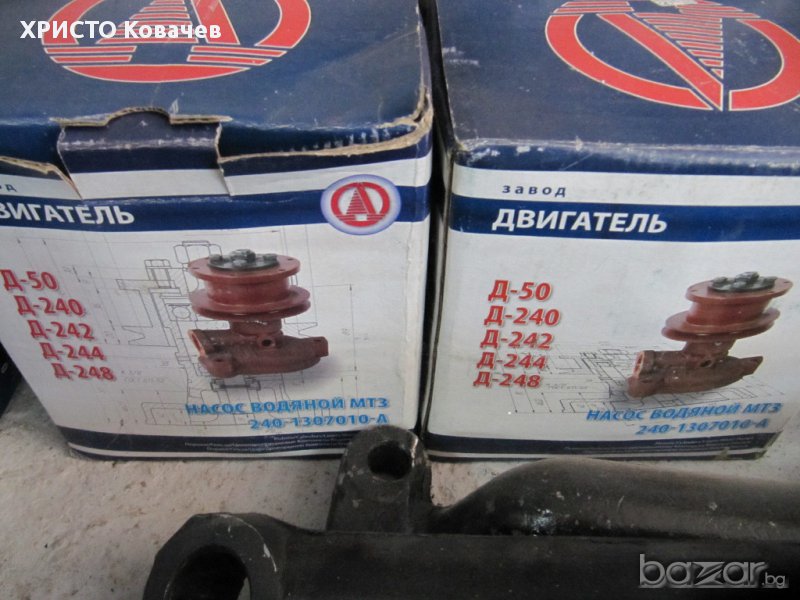 ХРИСТО Ковачев
завод
ДВИГАТЕЛЬ
Д-50
Д-240
Д-242
Д-244
Д-248
НАСОС ВОДЯНОЙ МТЗ
240-1307010-А
завод
ДВИГАТЕЛЬ
Д-50
Д-240
Д-242
Д-244
Д-248
НАСОС ВОДЯНОЙ МТЗ
240-1307010-А
bazar.bg